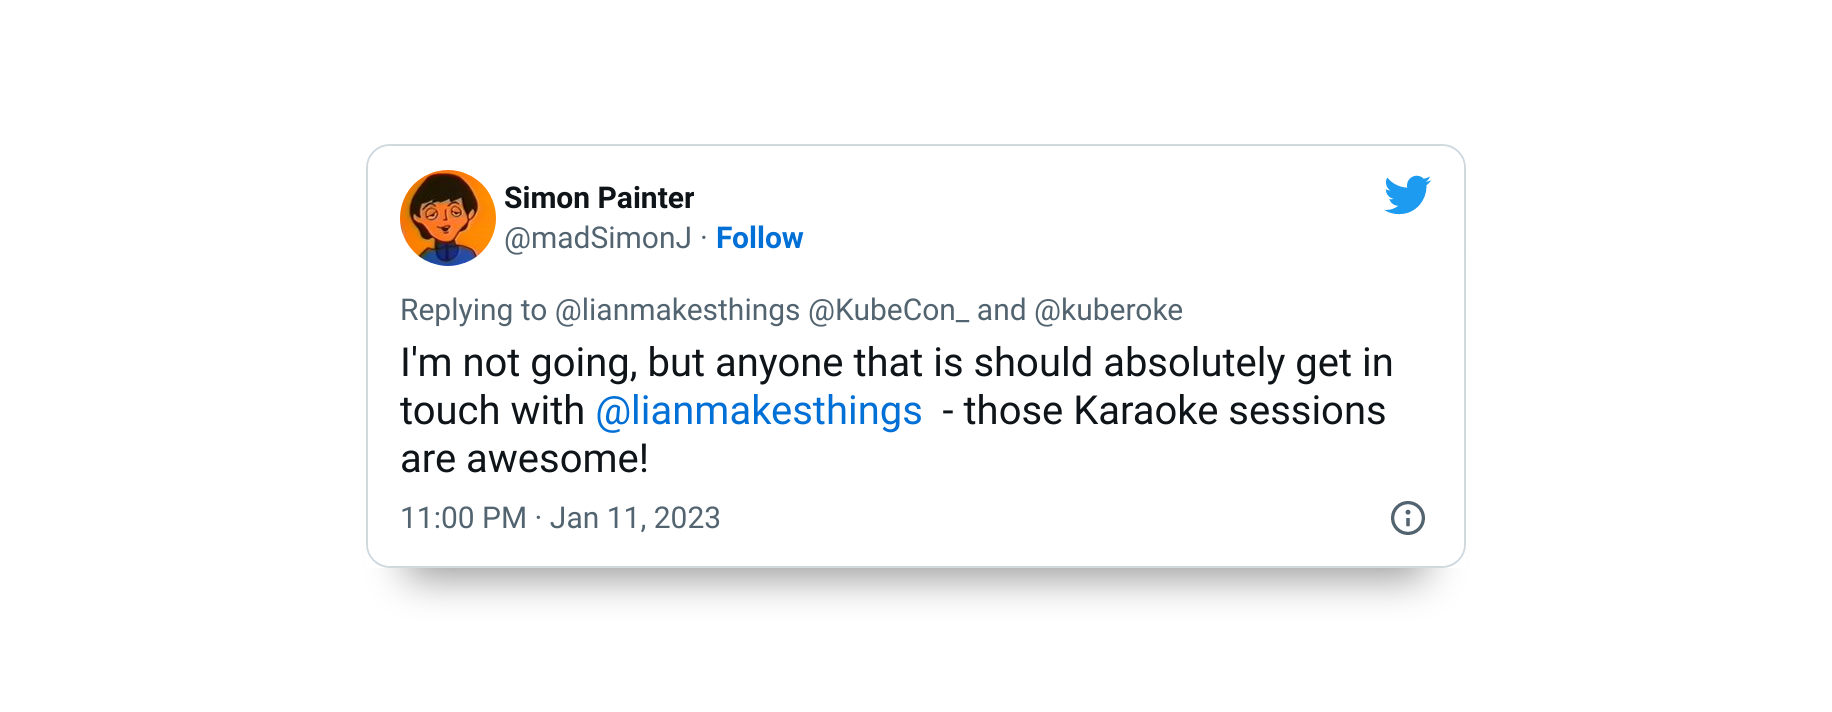 Simon Painter
@madSimonJ · Follow
Replying to @lianmakesthings @KubeCon_ and @kuberoke
I'm not going, but anyone that is should absolutely get in
touch with @lianmakesthings - those Karaoke sessions
are awesome!
11:00 PM · Jan 11, 2023